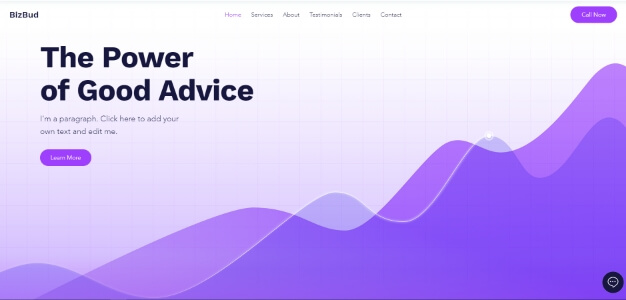 BizBud
Home Services About Testimonials Clients Contact
Call Now
The Power
of Good Advice
I'm a paragraph. Click here to add your
own text and edit me.
Learn More